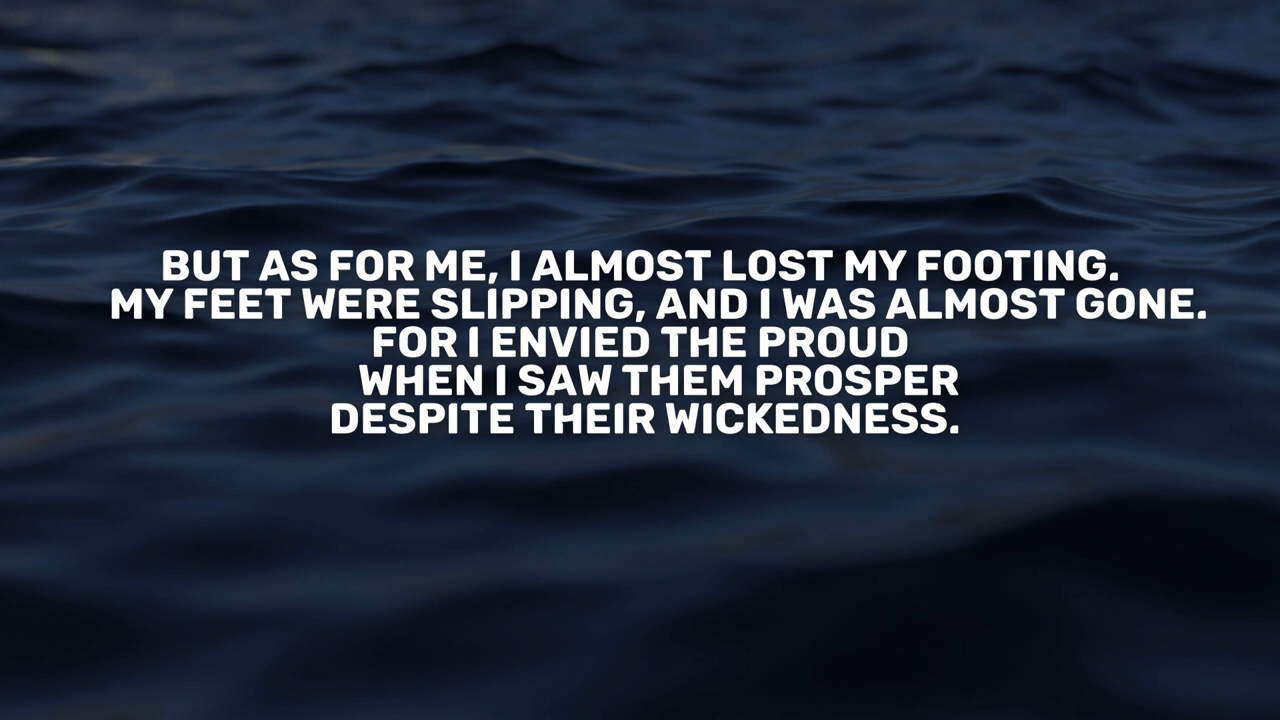 BUT AS FOR ME, I ALMOST LOST MY FOOTING.
MY FEET WERE SLIPPING, AND I WAS ALMOST GONE.
FOR I ENVIED THE PROUD
WHEN I SAW THEM PROSPER
DESPITE THEIR WICKEDNESS.